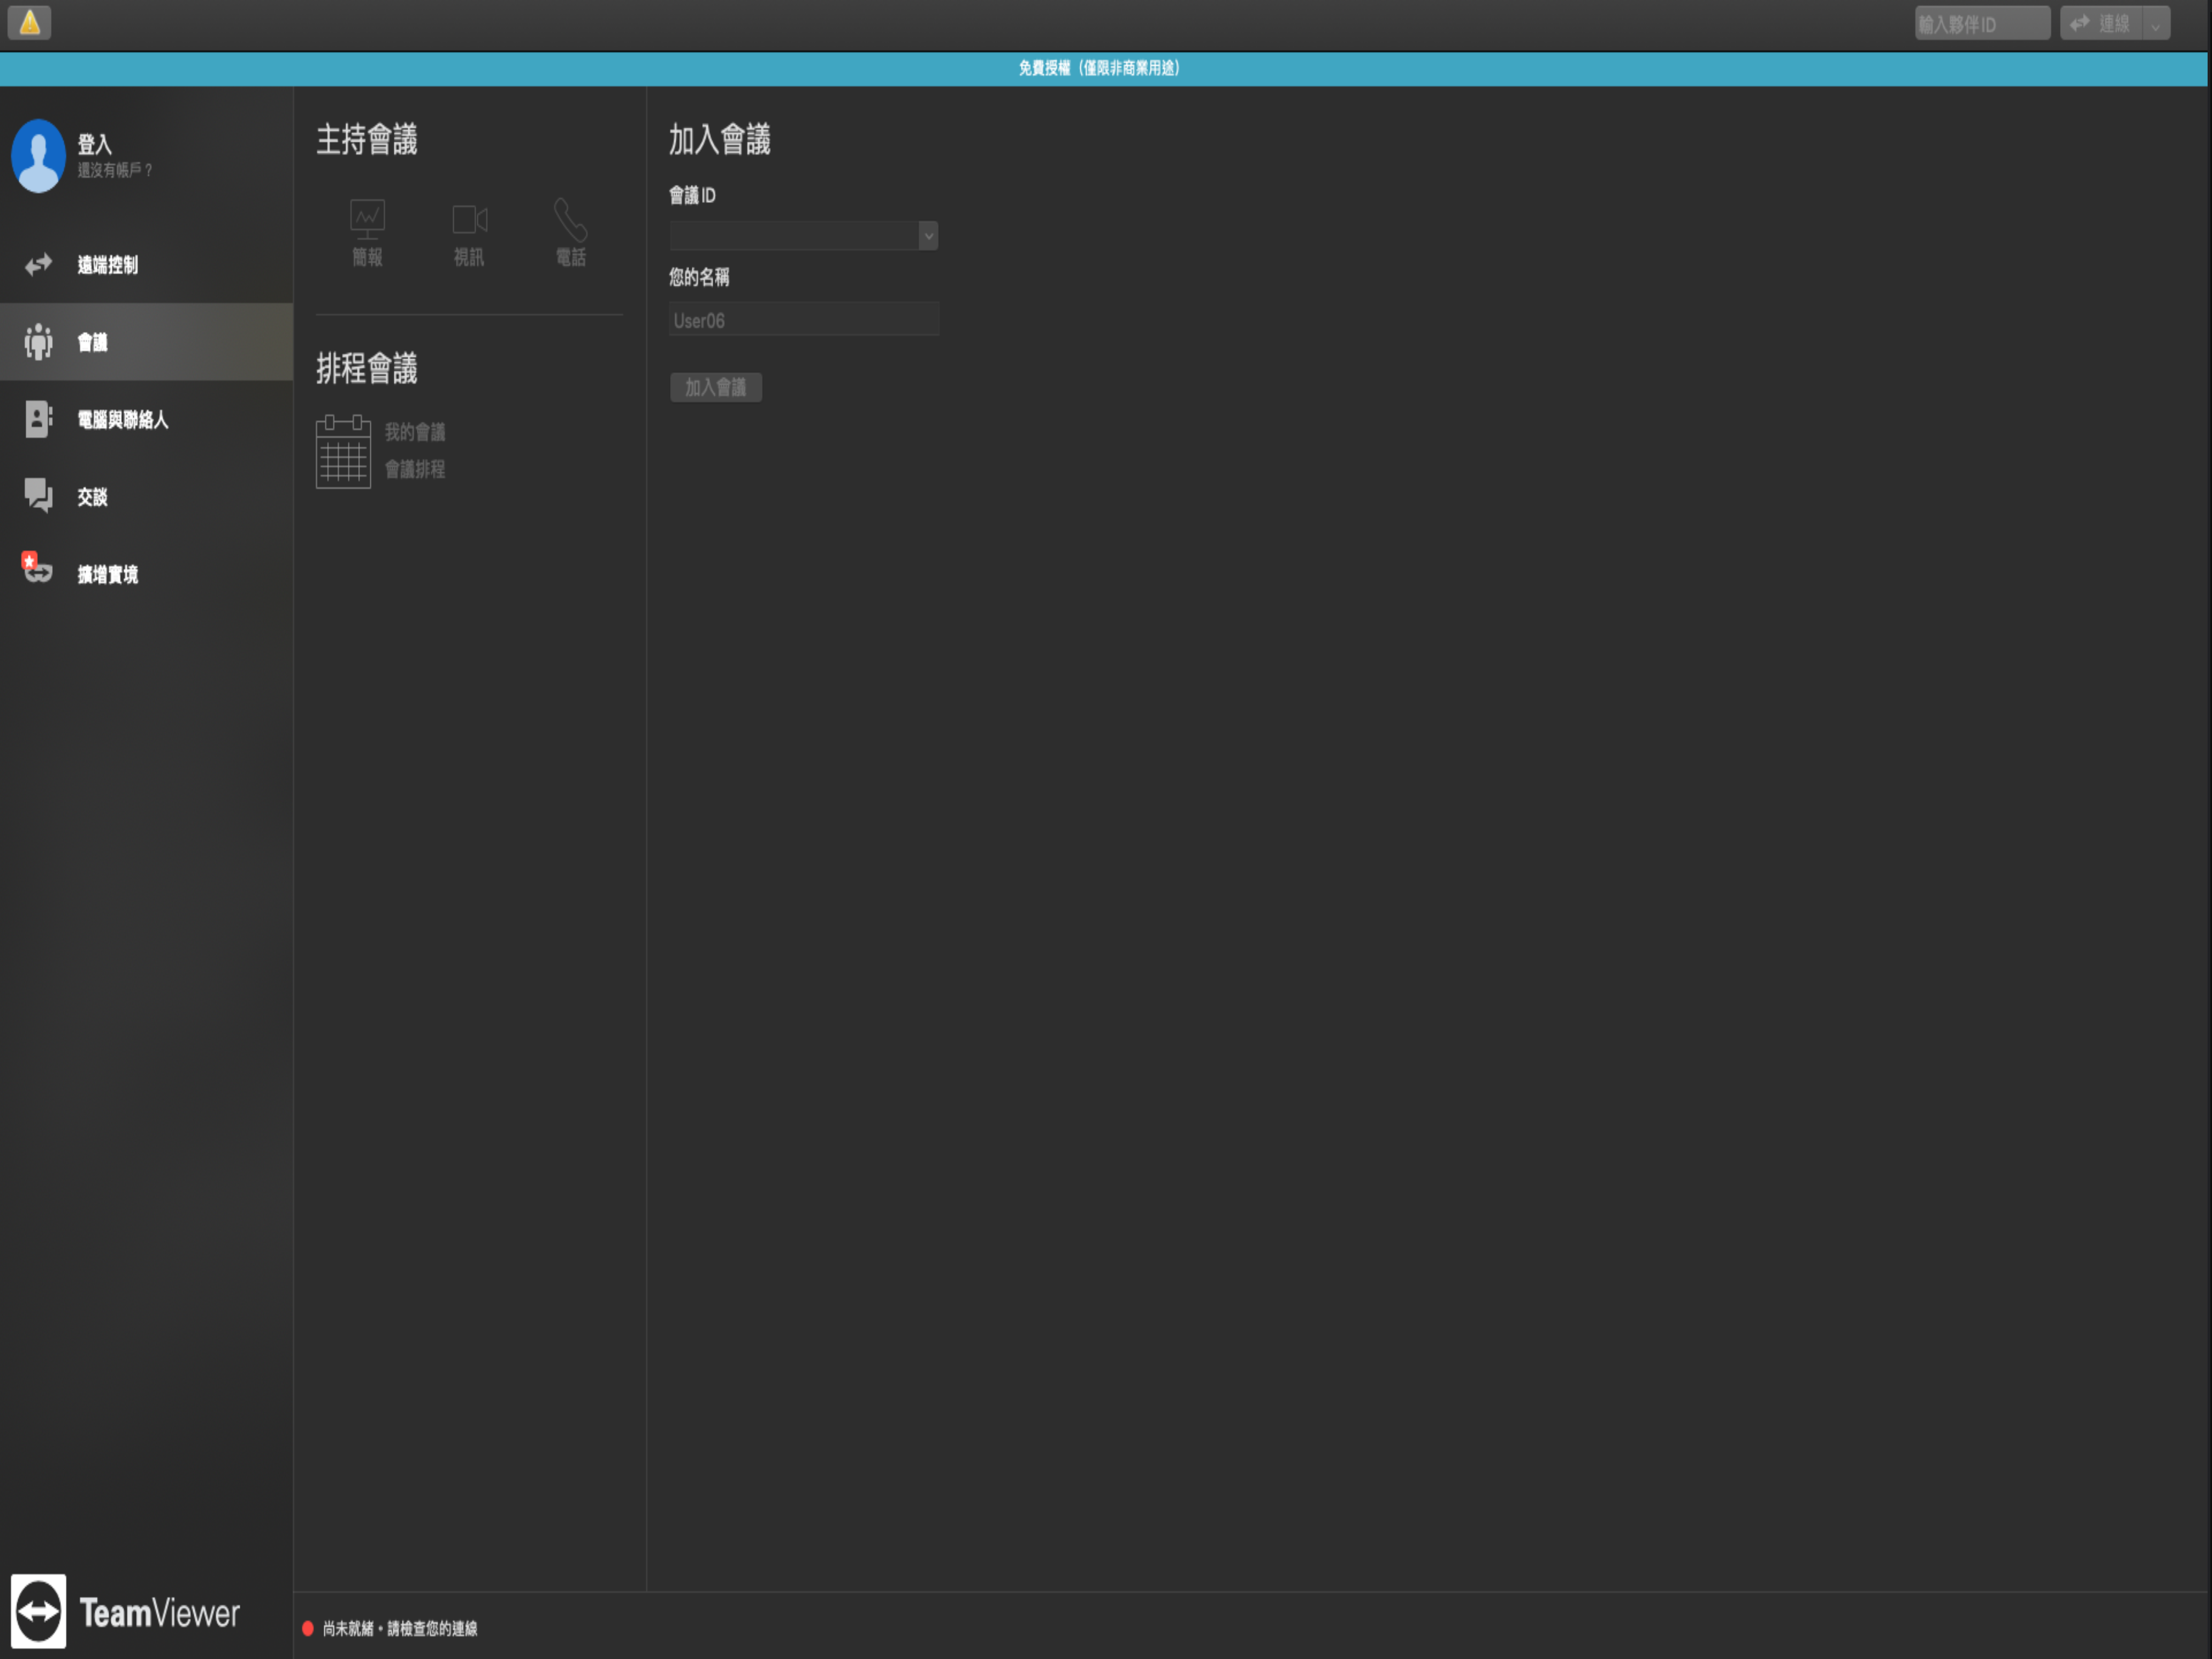 輸入夥伴ID
連線
免費授權（僅限非商業用途）
登入
還沒有帳戶？
遠端控制
會議
電腦與聯絡人
交談
擴增實境
主持會議
簡報
視訊
電話
排程會議
我的會議
會議排程
加入會議
會議 ID
您的名稱
User06
加入會議
TeamViewer
尚未就緒。請檢查您的連線